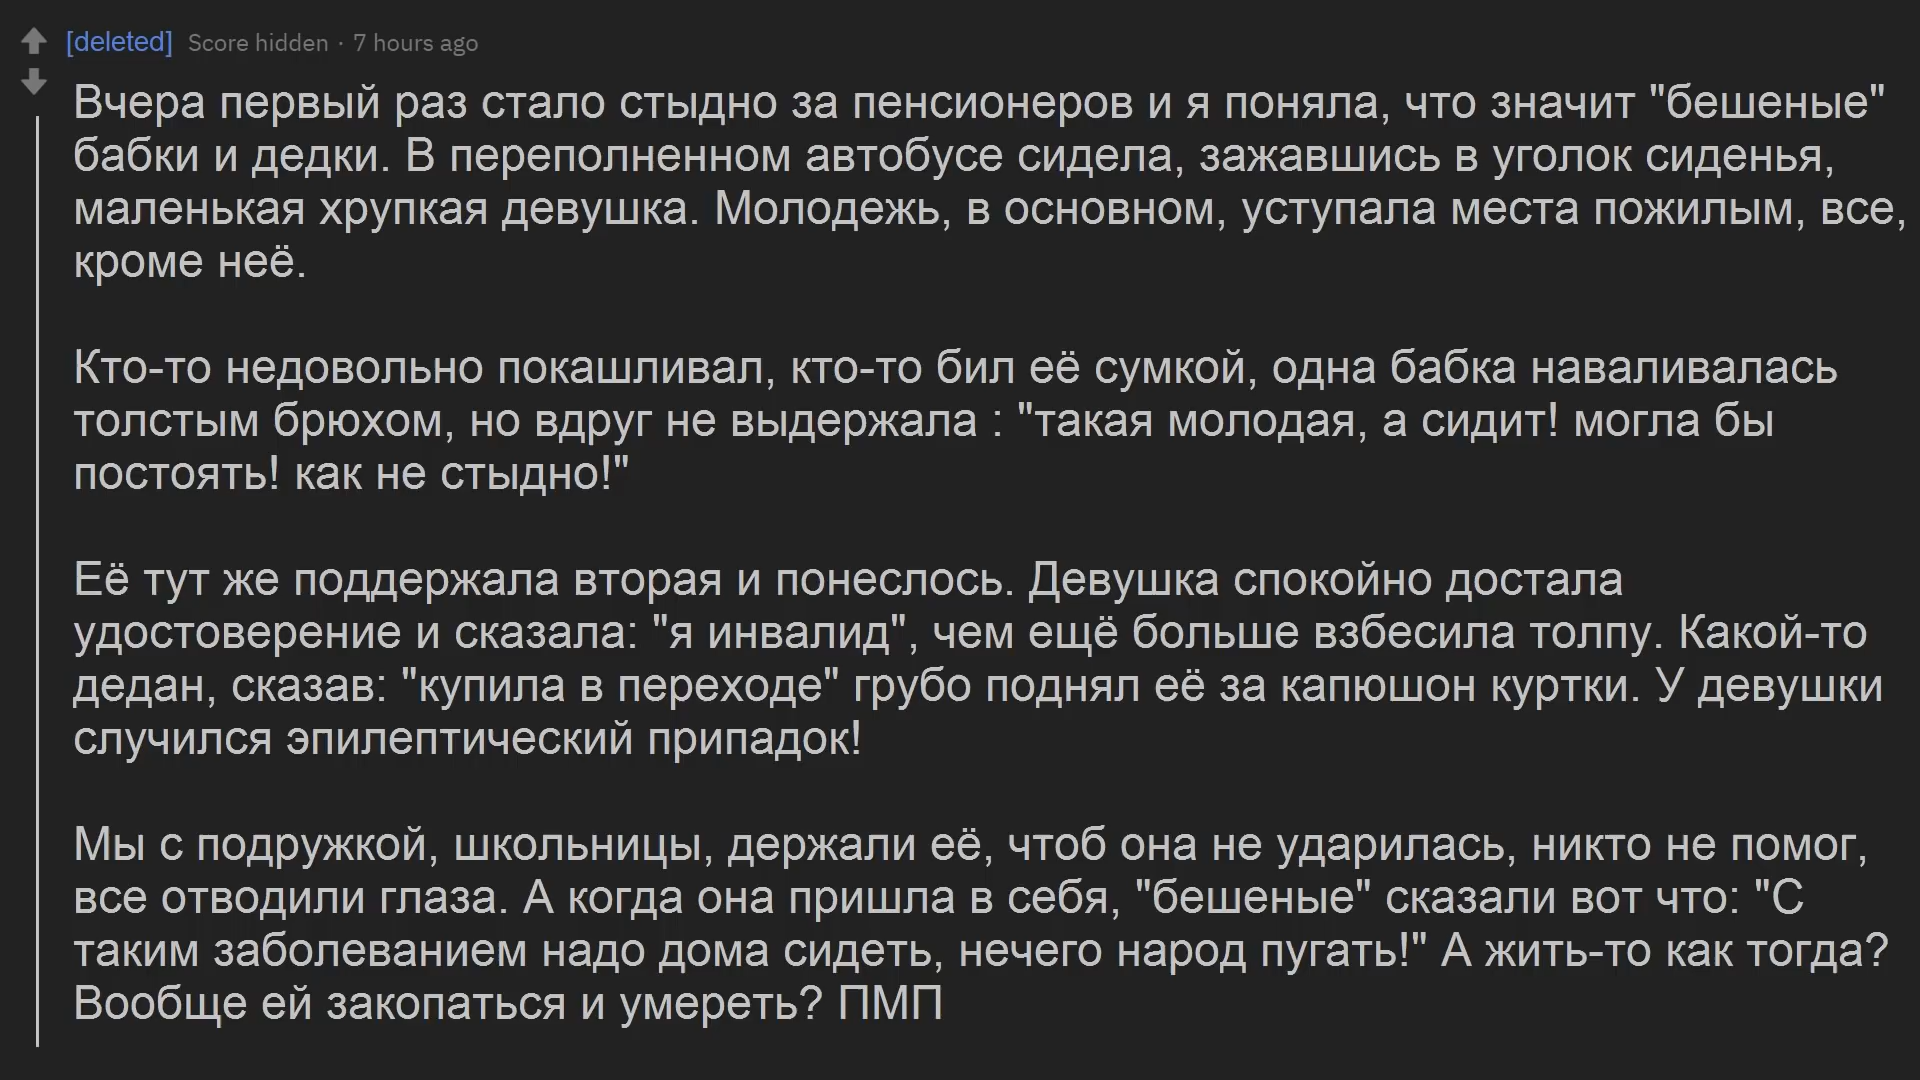 [deleted] Score hidden · 7 hours ago
Вчера первый раз стало стыдно за пенсионеров и я поняла, что значит "бешеные"
бабки и дедки. В переполненном автобусе сидела, зажавшись в уголок сиденья,
маленькая хрупкая девушка. Молодежь, в основном, уступала места пожилым, все,
кроме неё.
Кто-то недовольно покашливал, кто-то бил её сумкой, одна бабка наваливалась
толстым брюхом, но вдруг не выдержала : "такая молодая, а сидит! могла бы
постоять! как не стыдно!"
Её тут же поддержала вторая и понеслось. Девушка спокойно достала
удостоверение и сказала: "я инвалид", чем ещё больше взбесила толпу. Какой-то
дедан, сказав: "купила в переходе" грубо поднял её за капюшон куртки. У девушки
случился эпилептический припадок!
Мы с подружкой, школьницы, держали её, чтоб она не ударилась, никто не помог,
все отводили глаза. А когда она пришла в себя, "бешеные" сказали вот что: "С
таким заболеванием надо дома сидеть, нечего народ пугать!" А жить-то как тогда?
Вообще ей закопаться и умереть? ПМП